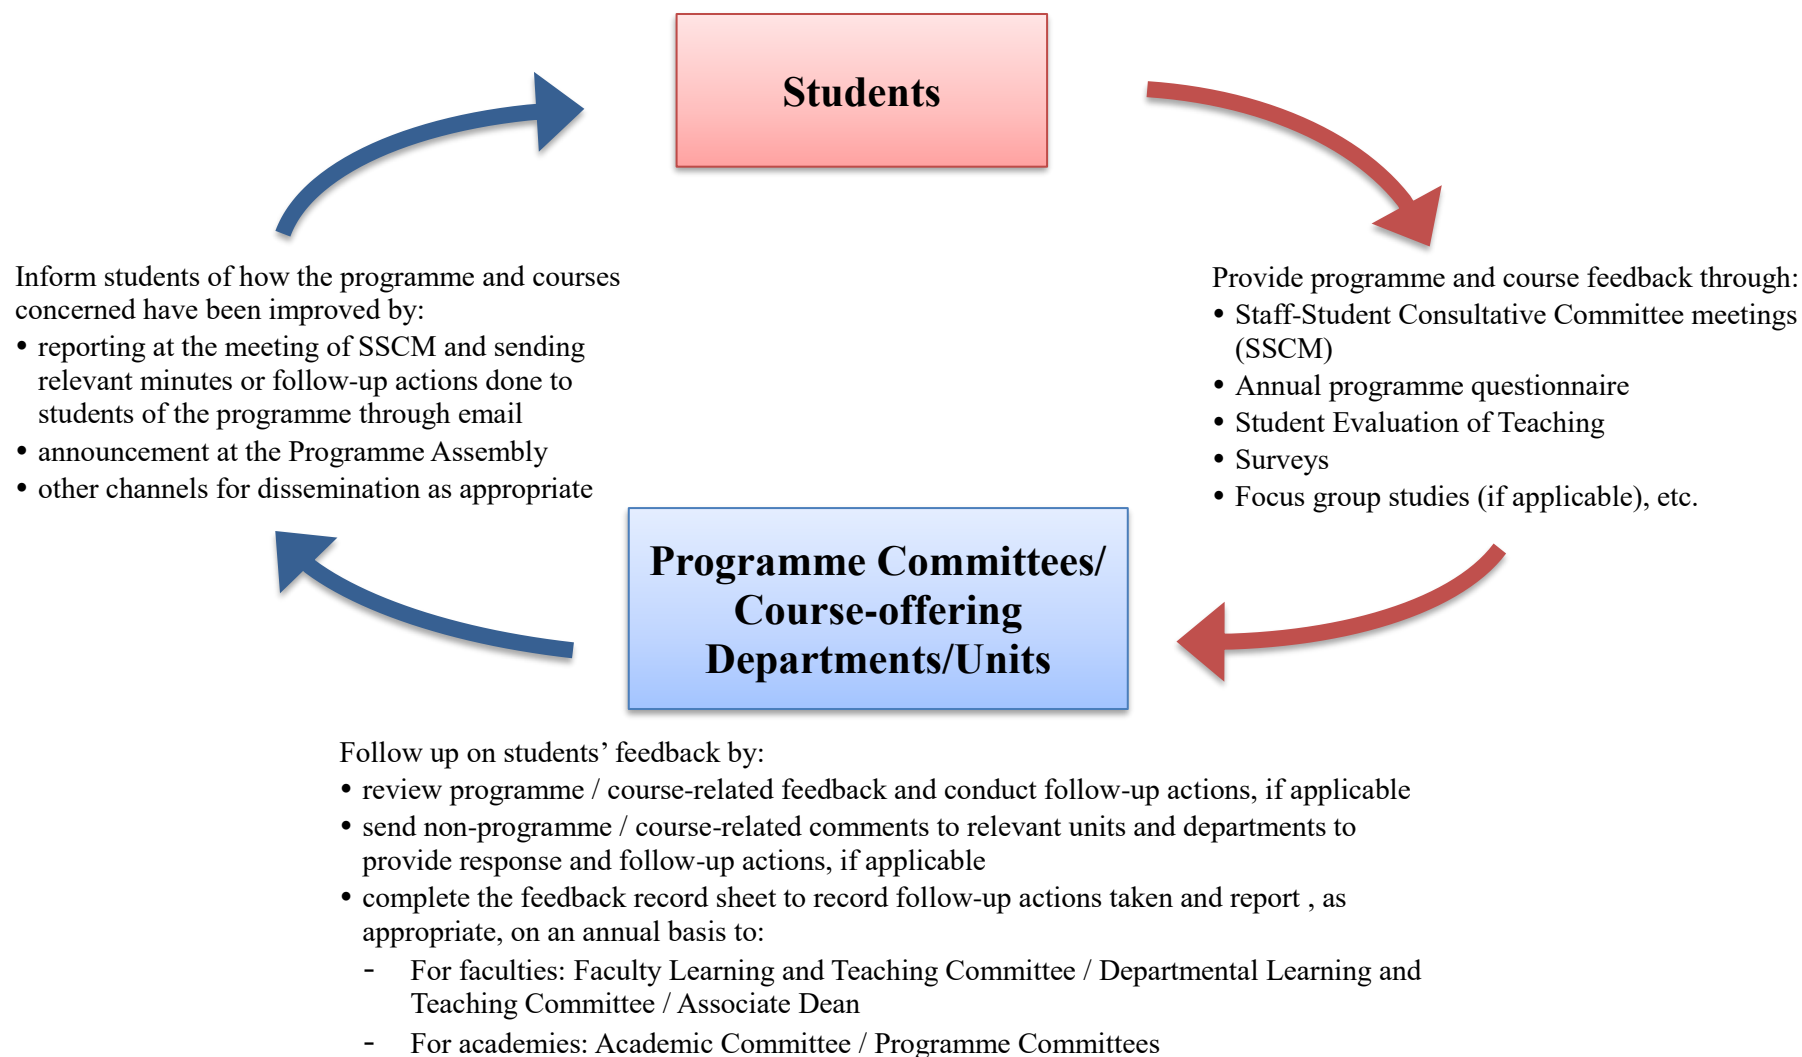 Students
Provide programme and course feedback through:
• Staff-Student Consultative Committee meetings
(SSCM)
• Annual programme questionnaire
• Student Evaluation of Teaching
• Surveys
• Focus group studies (if applicable), etc.
Programme Committees/
Course-offering
Departments/Units
Follow up on students’ feedback by:
• review programme / course-related feedback and conduct follow-up actions, if applicable
• send non-programme / course-related comments to relevant units and departments to
provide response and follow-up actions, if applicable
• complete the feedback record sheet to record follow-up actions taken and report , as
appropriate, on an annual basis to:
- For faculties: Faculty Learning and Teaching Committee / Departmental Learning and
Teaching Committee / Associate Dean
- For academies: Academic Committee / Programme Committees
Inform students of how the programme and courses
concerned have been improved by:
• reporting at the meeting of SSCM and sending
relevant minutes or follow-up actions done to
students of the programme through email
• announcement at the Programme Assembly
• other channels for dissemination as appropriate